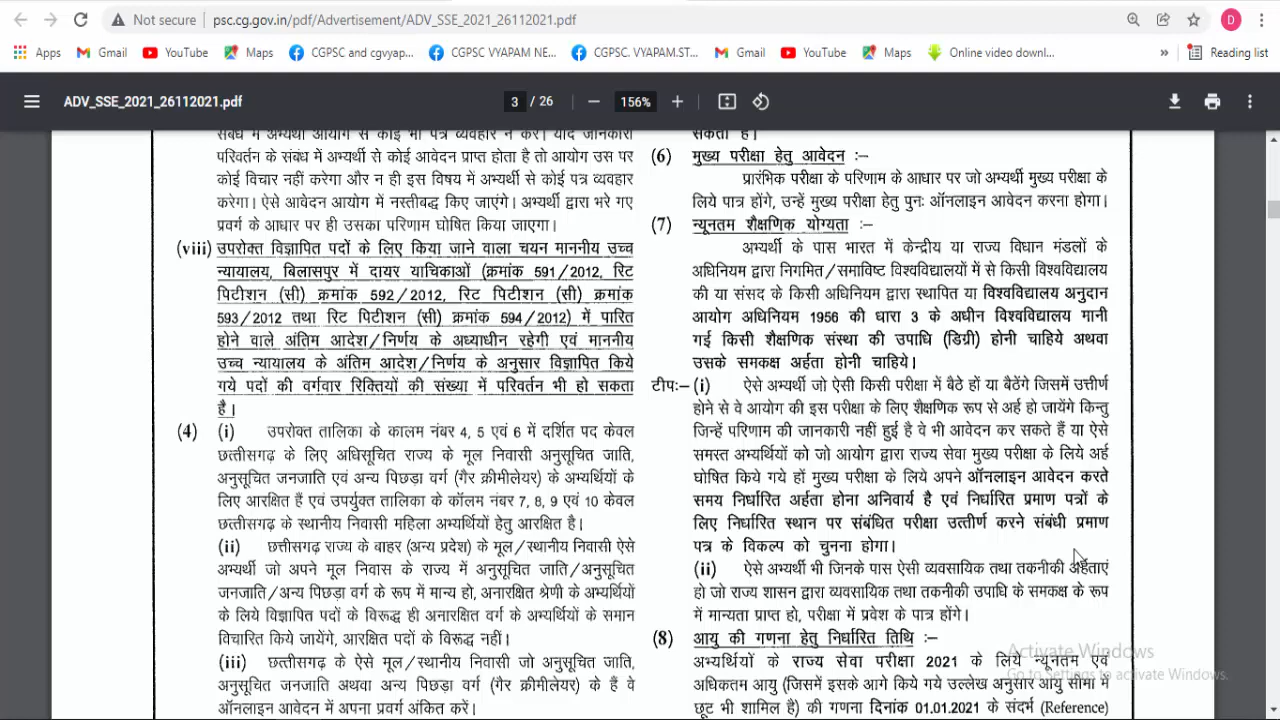 Not secure
psc.cg.gov.in/pdf/Advertisement/ADV_SSE_2021_26112021.pdf
D
Apps
Gmail
YouTube
Maps
CGPSC and cgvyap...
CGPSC VYAPAM NE...
CGPSC. VYAPAM.ST...
Gmail
YouTube
Maps
Online video downl...
»
Reading list
ADV_SSE_2021_26112021.pdf
3 / 26
156%
संबंध में अभ्यर्थी आयोग से कोई भी पत्र व्यवहार न करें। यदि जानकारी
परिवर्तन के संबंध में अभ्यर्थी से कोई आवेदन प्राप्त होता है तो आयोग उस पर
कोई विचार नहीं करेगा और न ही इस विषय में अभ्यर्थी से कोई पत्र व्यवहार
करेगा। ऐसे आवेदन आयोग में नस्तीबद्ध किए जाएंगे। अभ्यर्थी द्वारा भरे गए
प्रवर्ग के आधार पर ही उसका परिणाम घोषित किया जाएगा।
(viii) उपरोक्त विज्ञापित पदों के लिए किया जाने वाला चयन माननीय उच्च
न्यायालय, बिलासपुर में दायर याचिकाओं (क्रमांक 591/2012, रिट
पिटीशन (सी) क्रमांक 592/2012, रिट पिटीशन (सी) क्रमांक
593/2012 तथा रिट पिटीशन (सी) क्रमांक 594/2012) में पारित
होने वाले अंतिम आदेश/निर्णय के अध्याधीन रहेगी एवं माननीय
उच्च न्यायालय के अंतिम आदेश/निर्णय के अनुसार विज्ञापित किये
गये पदों की वर्गवार रिक्तियों की संख्या में परिवर्तन भी हो सकता
है।
(4) (i) उपरोक्त तालिका के कालम नंबर 4, 5 एवं 6 में दर्शित पद केवल
छत्तीसगढ़ के लिए अधिसूचित राज्य के मूल निवासी अनुसूचित जाति,
अनुसूचित जनजाति एवं अन्य पिछड़ा वर्ग (गैर क्रीमीलेयर) के अभ्यर्थियों के
लिए आरक्षित हैं एवं उपर्युक्त तालिका के कॉलम नंबर 7, 8, 9 एवं 10 केवल
छत्तीसगढ़ के स्थानीय निवासी महिला अभ्यर्थियों हेतु आरक्षित है।
(ii) छत्तीसगढ़ राज्य के बाहर (अन्य प्रदेश) के मूल/स्थानीय निवासी ऐसे
अभ्यर्थी जो अपने मूल निवास के राज्य में अनुसूचित जाति/अनुसूचित
जनजाति/अन्य पिछड़ा वर्ग के रूप में मान्य हो, अनारक्षित श्रेणी के अभ्यर्थियों
के लिये विज्ञापित पदों के विरूद्ध ही अनारक्षित वर्ग के अभ्यर्थियों के समान
विचारित किये जायेंगे, आरक्षित पदों के विरूद्ध नहीं।
(iii) छत्तीसगढ़ के ऐसे मूल/स्थानीय निवासी जो अनुसूचित जाति,
अनुसूचित जनजाति अथवा अन्य पिछड़ा वर्ग (गैर क्रीमीलेयर) के हैं वे
ऑनलाइन आवेदन में अपना प्रवर्ग अंकित करें।
सकता है।
(6) मुख्य परीक्षा हेतु आवेदन :–
प्रारंभिक परीक्षा के परिणाम के आधार पर जो अभ्यर्थी मुख्य परीक्षा के
लिये पात्र होंगे, उन्हें मुख्य परीक्षा हेतु पुनः ऑनलाइन आवेदन करना होगा।
(7) न्यूनतम शैक्षणिक योग्यता :–
अभ्यर्थी के पास भारत में केन्द्रीय या राज्य विधान मंडलों के
अधिनियम द्वारा निगमित/समाविष्ट विश्वविद्यालयों में से किसी विश्वविद्यालय
की या संसद के किसी अधिनियम द्वारा स्थापित या विश्वविद्यालय अनुदान
आयोग अधिनियम 1956 की धारा 3 के अधीन विश्वविद्यालय मानी
गई किसी शैक्षणिक संस्था की उपाधि (डिग्री) होनी चाहिये अथवा
उसके समकक्ष अर्हता होनी चाहिये।
टीपः– (i) ऐसे अभ्यर्थी जो ऐसी किसी परीक्षा में बैठे हों या बैठेंगे जिसमें उत्तीर्ण
होने से वे आयोग की इस परीक्षा के लिए शैक्षणिक रूप से अर्ह हो जायेंगे किन्तु
जिन्हें परिणाम की जानकारी नहीं हुई है वे भी आवेदन कर सकते हैं या ऐसे
समस्त अभ्यर्थियों को जो आयोग द्वारा राज्य सेवा मुख्य परीक्षा के लिये अर्ह
घोषित किये गये हों मुख्य परीक्षा के लिये अपने ऑनलाइन आवेदन करते
समय निर्धारित अर्हता होना अनिवार्य है एवं निर्धारित प्रमाण पत्रों के
लिए निर्धारित स्थान पर संबंधित परीक्षा उत्तीर्ण करने संबंधी प्रमाण
पत्र के विकल्प को चुनना होगा।
(ii) ऐसे अभ्यर्थी भी जिनके पास ऐसी व्यवसायिक तथा तकनीकी अर्हताएं
हो जो राज्य शासन द्वारा व्यवसायिक तथा तकनीकी उपाधि के समकक्ष के रूप
में मान्यता प्राप्त हो, परीक्षा में प्रवेश के पात्र होंगे।
(8) आयु की गणना हेतु निर्धारित तिथि :–
अभ्यर्थियों के राज्य सेवा परीक्षा 2021 के लिये न्यूनतम एवं
अधिकतम आयु (जिसमें इसके आगे किये गये उल्लेख अनुसार आयु सीमा में
छूट भी शामिल है) की गणना दिनांक 01.01.2021 के संदर्भ (Reference)
Activate Windows
Go to Settings to activate Windows.